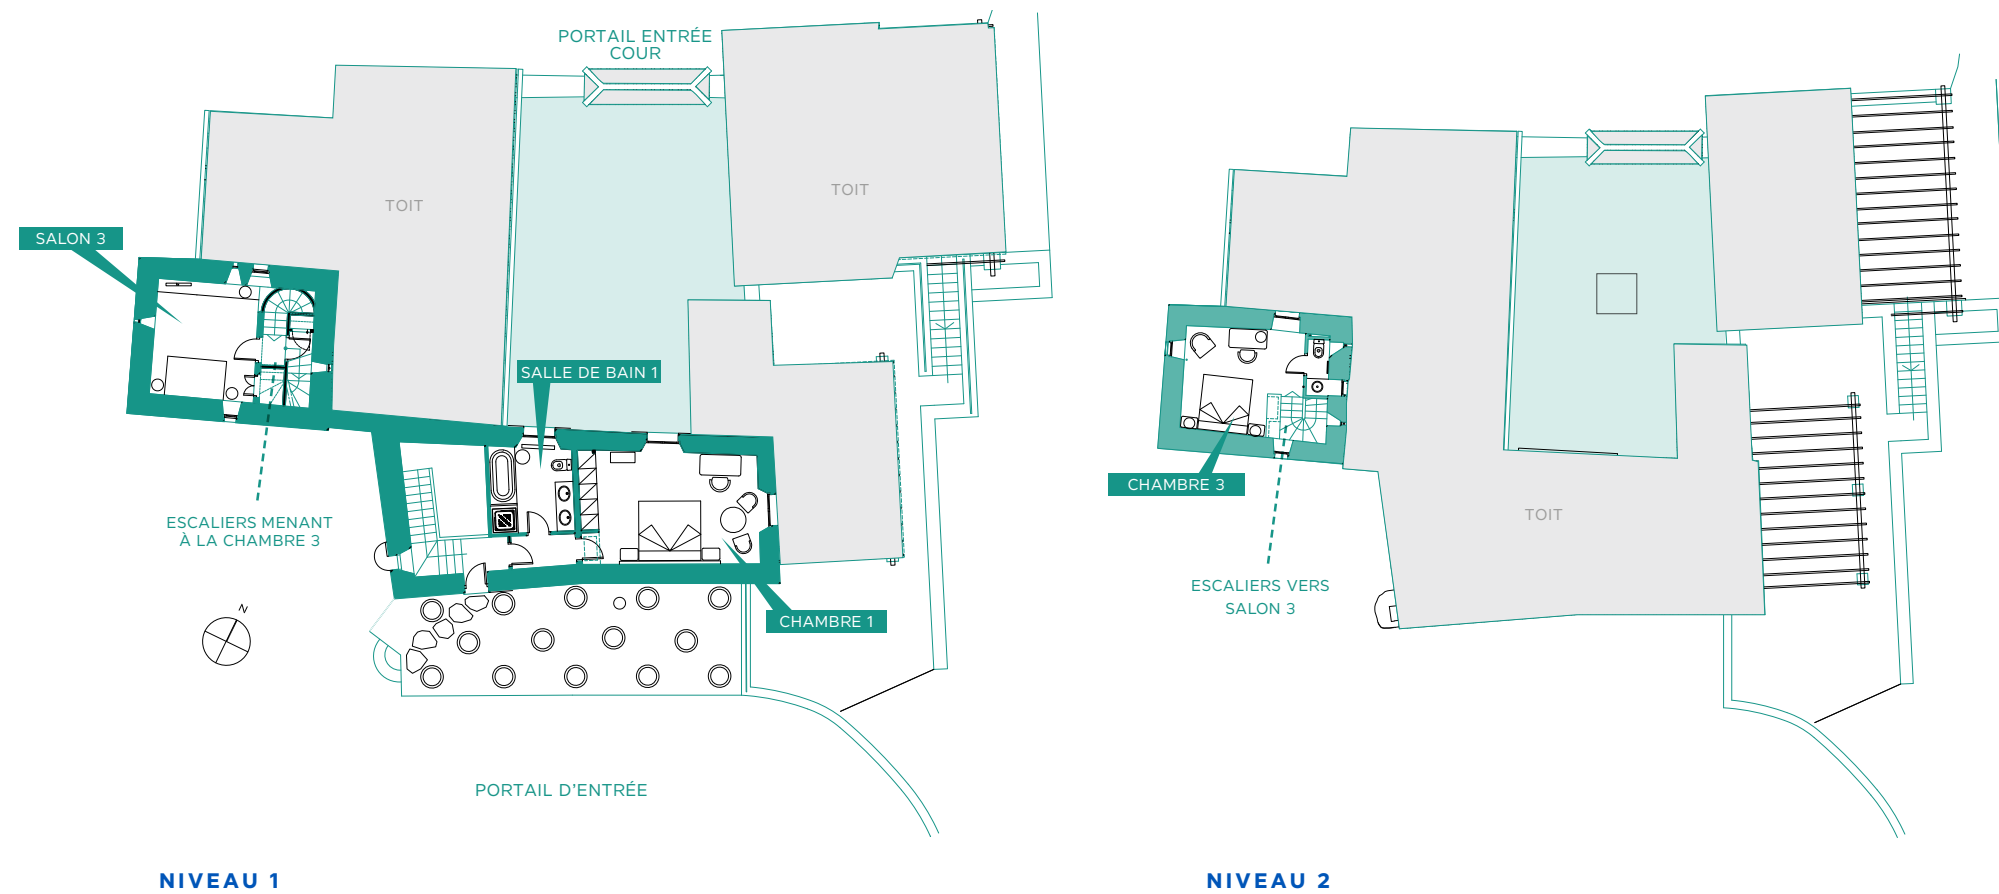 PORTAIL ENTRÉE
COUR
TOIT
TOIT
SALON 3
SALLE DE BAIN 1
ESCALIERS MENANT
À LA CHAMBRE 3
N
CHAMBRE 1
PORTAIL D'ENTRÉE
NIVEAU 1
CHAMBRE 3
TOIT
ESCALIERS VERS
SALON 3
NIVEAU 2